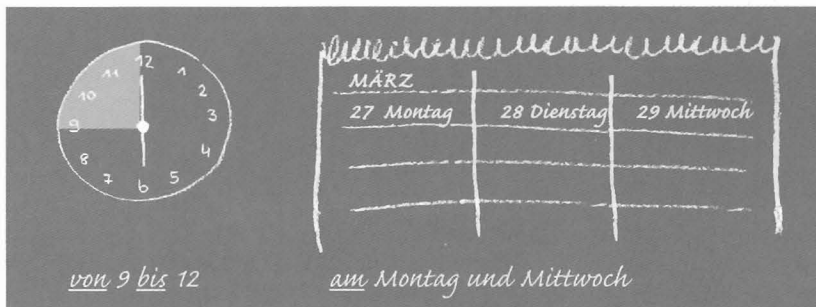 12
11 1
10 2
9 3
8 4
7 5
6
MÄRZ
27 Montag 28 Dienstag 29 Mittwoch
von 9 bis 12
am Montag und Mittwoch